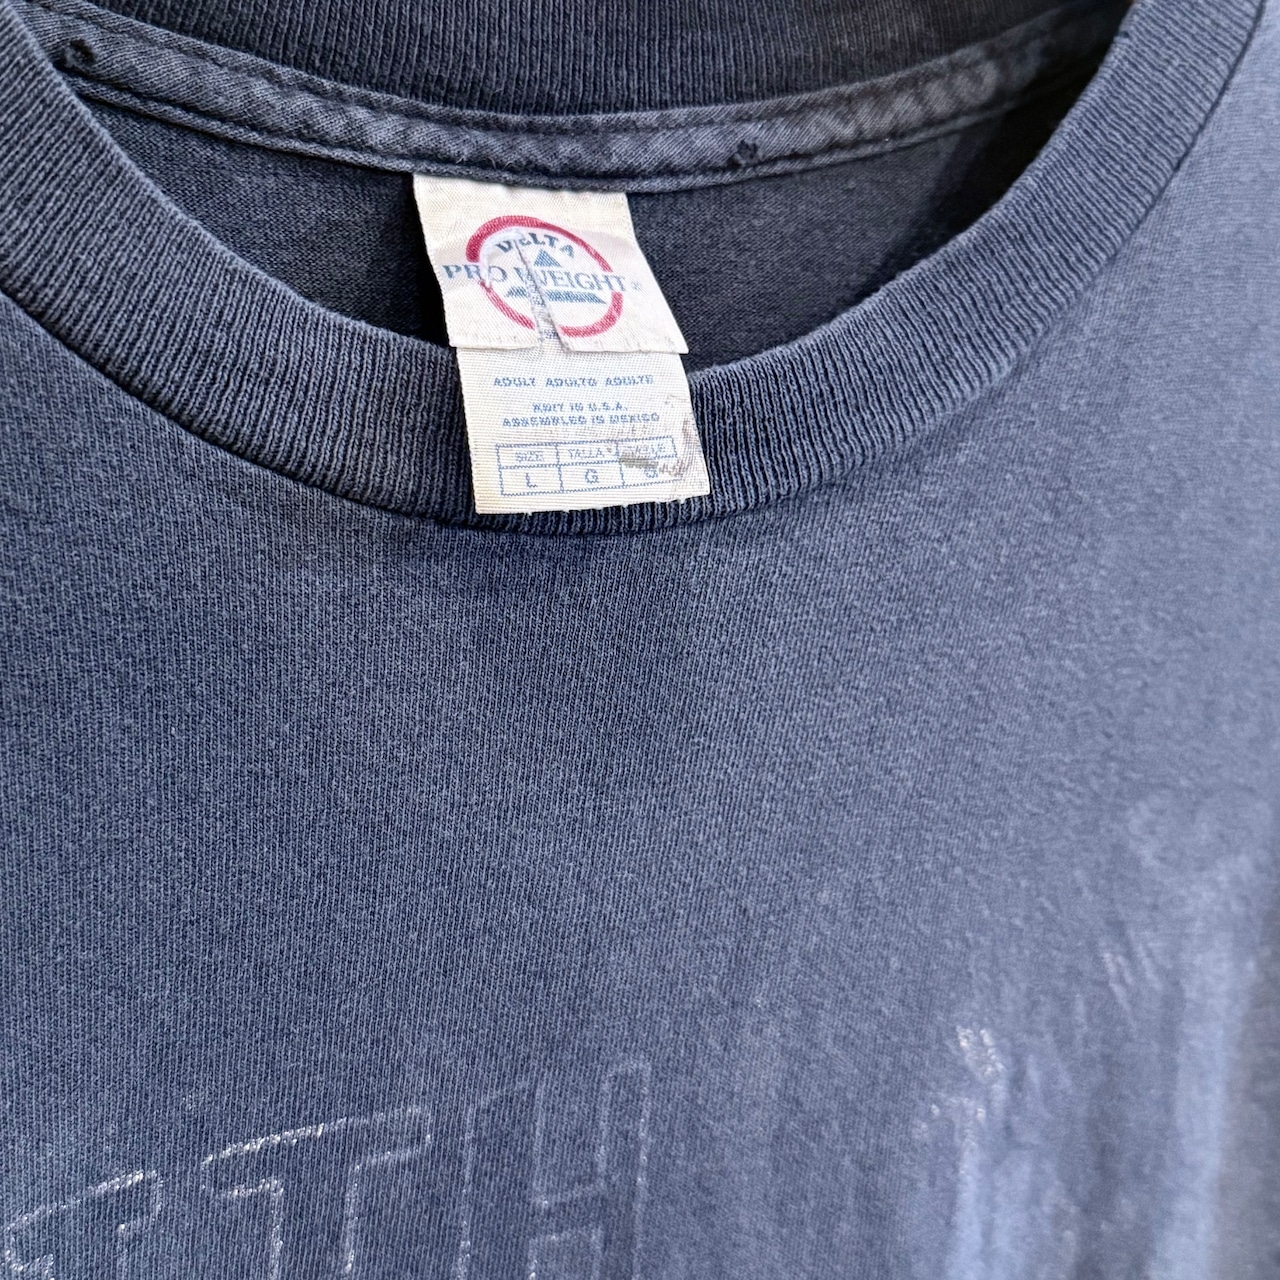 DELTA
PRO WEIGHT®
ADULT ADULTO ADULTE
KNIT IN U.S.A.
ASSEMBLED IN MEXICO
SIZE TALLA
L G